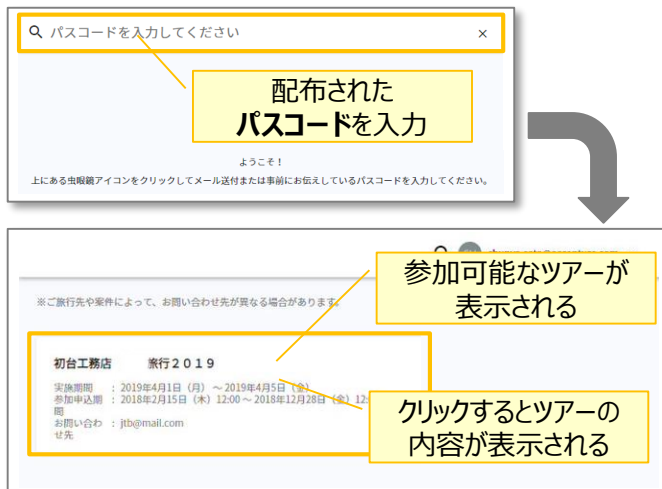 パスコードを入力してください ×
配布された
パスコードを入力
ようこそ！
上にある虫眼鏡アイコンをクリックしてメール送付または事前にお伝えしているパスコードを入力してください。
参加可能なツアーが
表示される
※ご旅行先や案件によって、お問い合わせ先が異なる場合があります。
初台工務店 旅行２０１９
実施期間 : 2019年4月1日（月）～2019年4月5日（金）
参加申込期 : 2018年2月15日（木）12:00～2018年12月28日（金）12:
間
お問い合わ : jtb@mail.com
せ先
クリックするとツアーの
内容が表示される